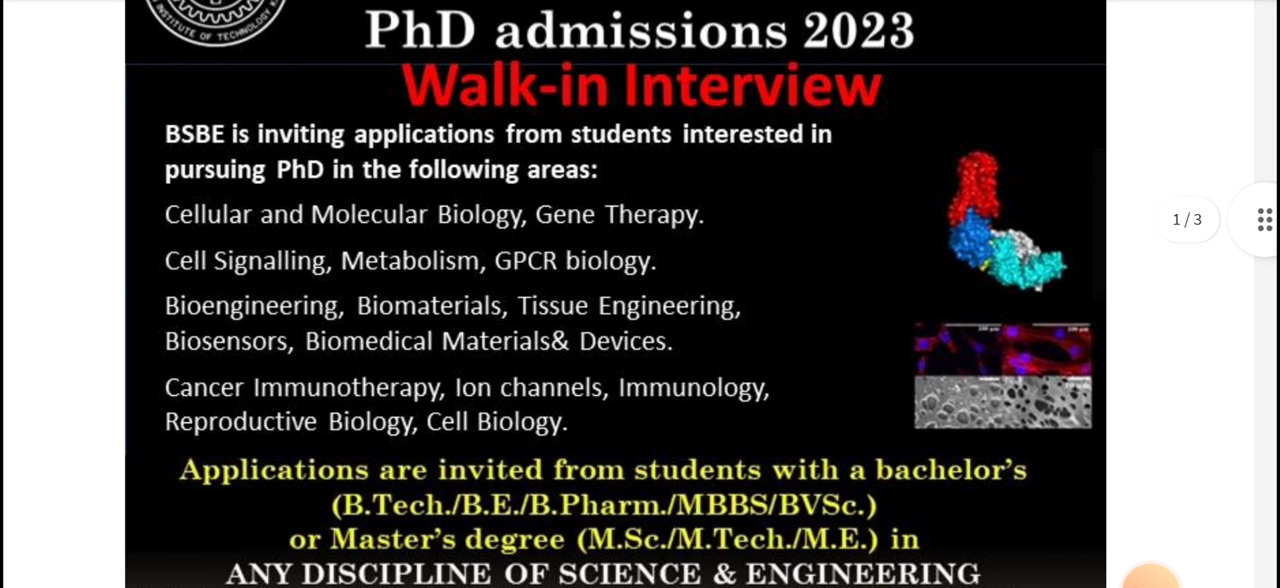 INSTITUTE OF TECHNOLOGY
PhD admissions 2023
Walk-in Interview
BSBE is inviting applications from students interested in
pursuing PhD in the following areas:
Cellular and Molecular Biology, Gene Therapy.
Cell Signalling, Metabolism, GPCR biology.
Bioengineering, Biomaterials, Tissue Engineering,
Biosensors, Biomedical Materials& Devices.
Cancer Immunotherapy, Ion channels, Immunology,
Reproductive Biology, Cell Biology.
Applications are invited from students with a bachelor's
(B.Tech./B.E./B.Pharm./MBBS/BVSc.)
or Master's degree (M.Sc./M.Tech./M.E.) in
ANY DISCIPLINE OF SCIENCE & ENGINEERING
1/3